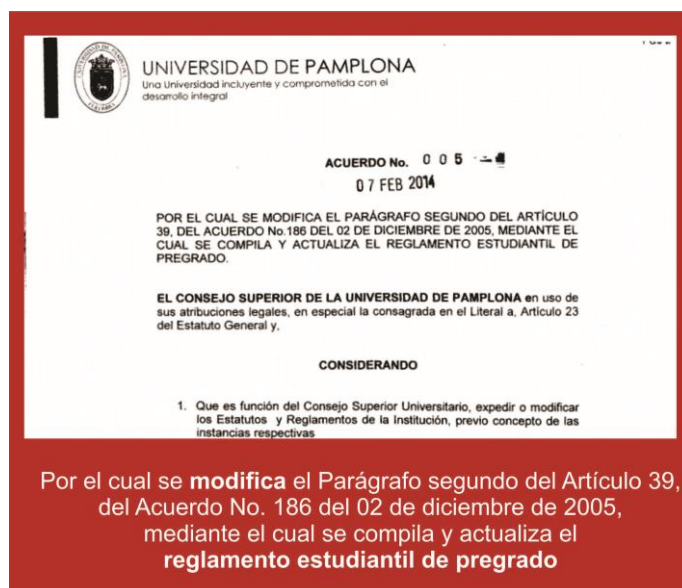 UNIVERSIDAD DE PAMPLONA
Una Universidad incluyente y comprometida con el
desarrollo integral
ACUERDO No. 0 0 5
0 7 FEB 2014
POR EL CUAL SE MODIFICA EL PARÁGRAFO SEGUNDO DEL ARTÍCULO
39, DEL ACUERDO No.186 DEL 02 DE DICIEMBRE DE 2005, MEDIANTE EL
CUAL SE COMPILA Y ACTUALIZA EL REGLAMENTO ESTUDIANTIL DE
PREGRADO.
EL CONSEJO SUPERIOR DE LA UNIVERSIDAD DE PAMPLONA en uso de
sus atribuciones legales, en especial la consagrada en el Literal a, Artículo 23
del Estatuto General y,
CONSIDERANDO
1. Que es función del Consejo Superior Universitario, expedir o modificar
los Estatutos y Reglamentos de la Institución, previo concepto de las
instancias respectivas
Por el cual se modifica el Parágrafo segundo del Artículo 39,
del Acuerdo No. 186 del 02 de diciembre de 2005,
mediante el cual se compila y actualiza el
reglamento estudiantil de pregrado